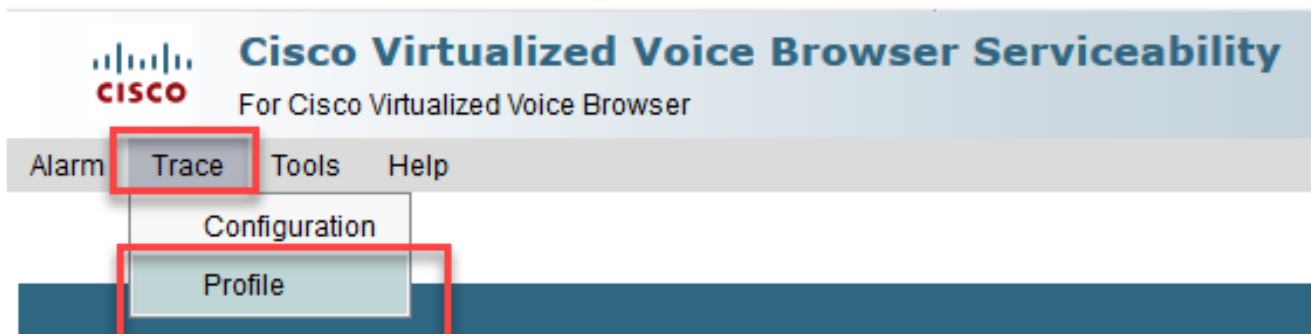 Cisco Virtualized Voice Browser Serviceability
CISCO
For Cisco Virtualized Voice Browser
Alarm Trace Tools Help
Configuration
Profile